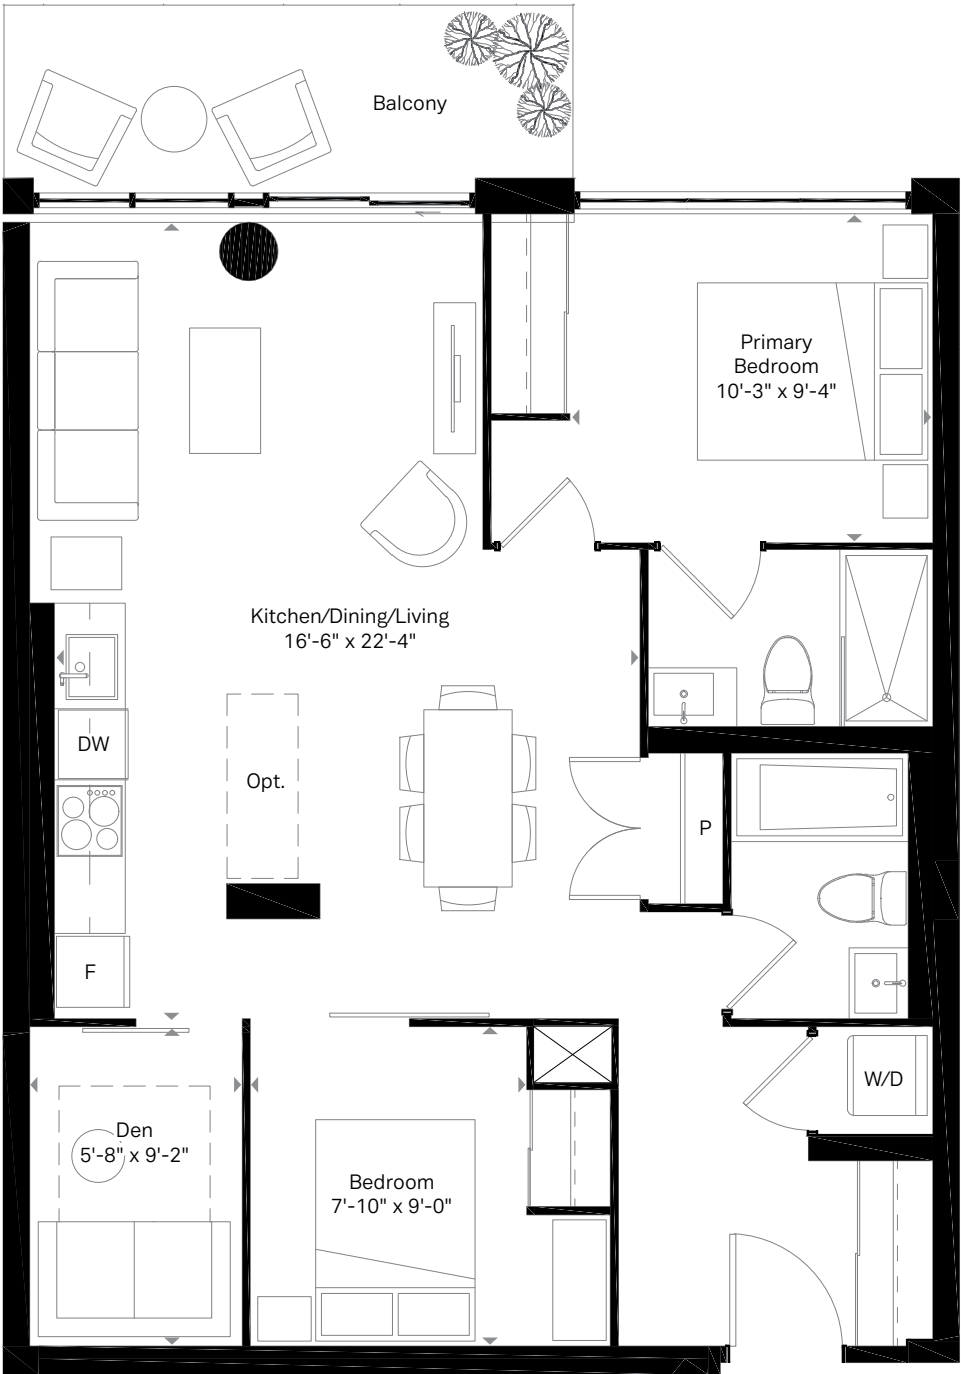 Balcony
Primary
Bedroom
10'-3" x 9'-4"
Kitchen/Dining/Living
16'-6" x 22'-4"
DW
Opt.
P
F
W/D
Den
5'-8" x 9'-2"
Bedroom
7'-10" x 9'-0"